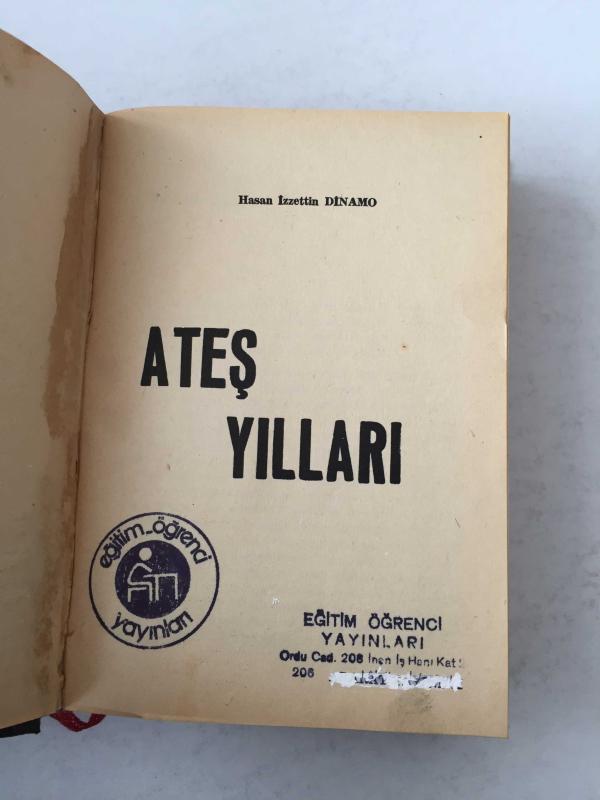 Hasan İzzettin DİNAMO
ATEŞ
YILLARI
eğitim-öğrenci
yayınları
EĞİTİM ÖĞRENCİ
YAYINLARI
Ordu Cad. 206 İnan İş Hanı Kat
206